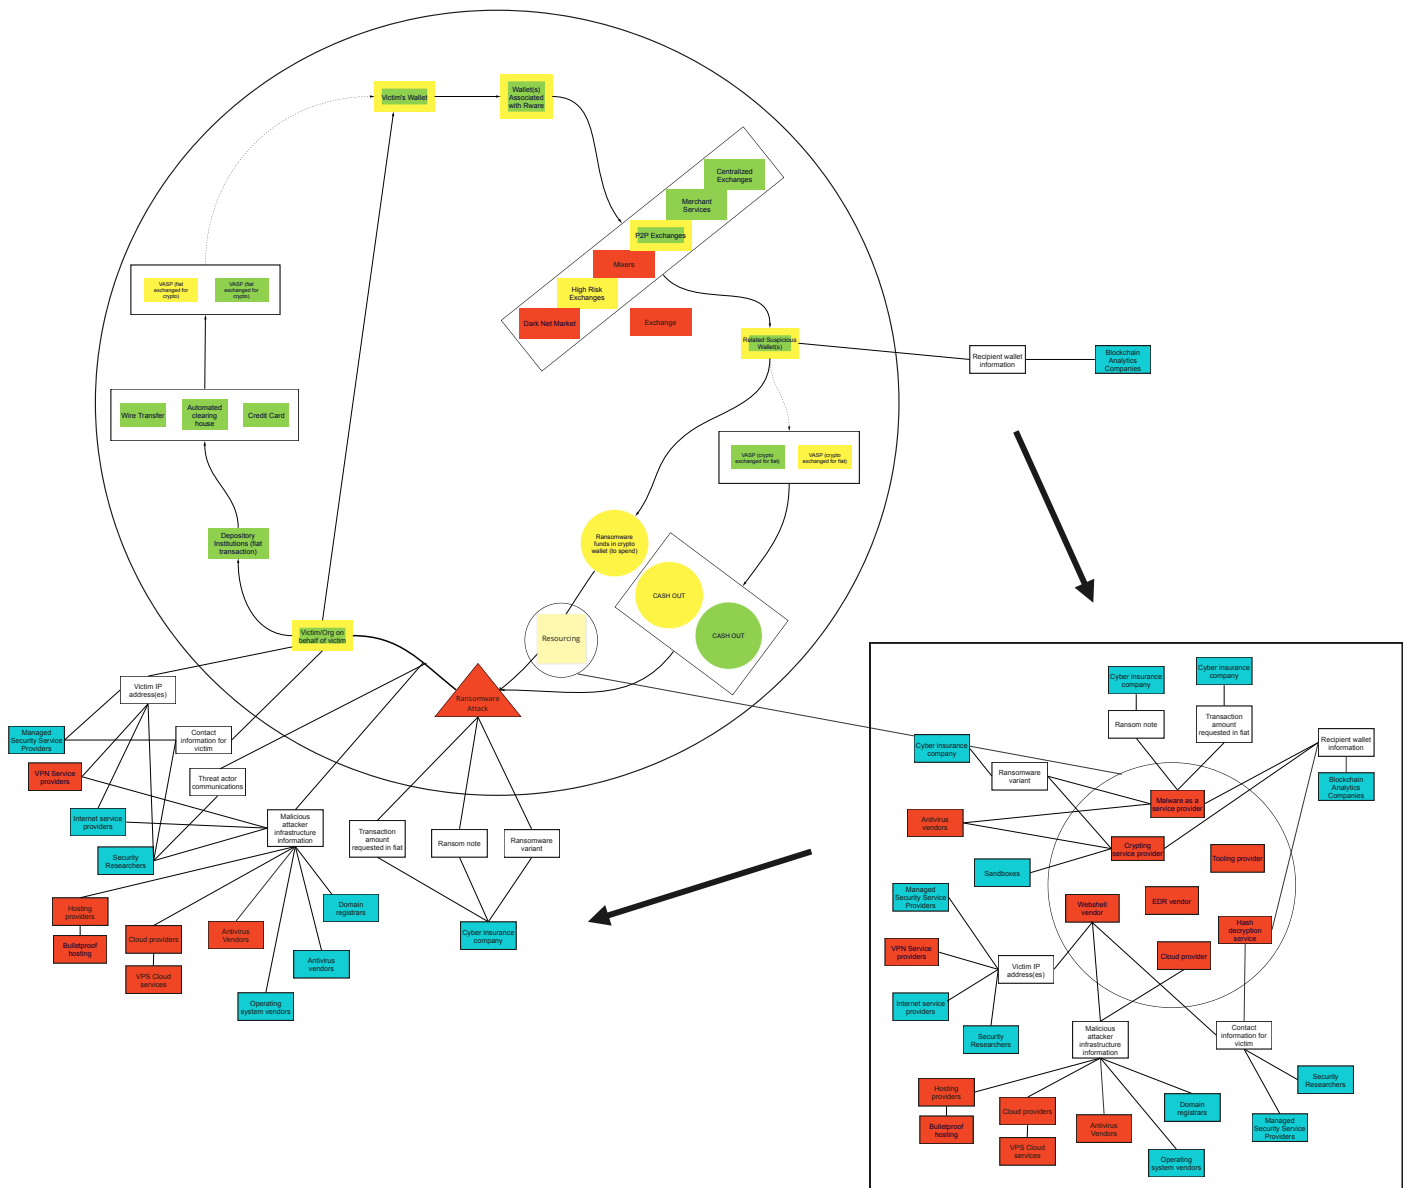 Victim's Wallet
Wallet(s)
Associated
with Rware
Centralized
Exchanges
Merchant
Services
P2P Exchanges
Mixers
High Risk
Exchanges
Dark Net Market
Exchange
VASP (fiat
exchanged for
crypto)
VASP (fiat
exchanged for
crypto)
Related Suspicious
Wallet(s)
Recipient wallet
information
Blockchain
Analytics
Companies
Wire Transfer
Automated
clearing
house
Credit Card
VASP (crypto
exchanged for fiat)
VASP (crypto
exchanged for fiat)
Depository
Institutions (fiat
transaction)
Ransomware
funds in crypto
wallet (to spend)
CASH OUT
CASH OUT
Resourcing
Victim/Org on
behalf of victim
Ransomware
Attack
Victim IP
address(es)
Managed
Security Service
Providers
Contact
information for
victim
VPN Service
providers
Threat actor
communications
Internet service
providers
Malicious
attacker
infrastructure
information
Security
Researchers
Transaction
amount
requested in fiat
Ransom note
Ransomware
variant
Hosting
providers
Bulletproof
hosting
Cloud providers
VPS Cloud
services
Antivirus
Vendors
Domain
registrars
Antivirus
vendors
Operating
system vendors
Cyber insurance
company
Cyber insurance
company
Cyber insurance
company
Ransom note
Transaction
amount
requested in fiat
Recipient wallet
information
Blockchain
Analytics
Companies
Cyber insurance
company
Ransomware
variant
Malware as a
service provider
Antivirus
vendors
Crypting
service provider
Tooling provider
Sandboxes
Managed
Security Service
Providers
Webshell
vendor
EDR vendor
Hash
decryption
service
VPN Service
providers
Cloud provider
Victim IP
address(es)
Internet service
providers
Security
Researchers
Malicious
attacker
infrastructure
information
Contact
information for
victim
Security
Researchers
Hosting
providers
Bulletproof
hosting
Cloud providers
VPS Cloud
services
Antivirus
Vendors
Domain
registrars
Managed
Security Service
Providers
Operating
system vendors